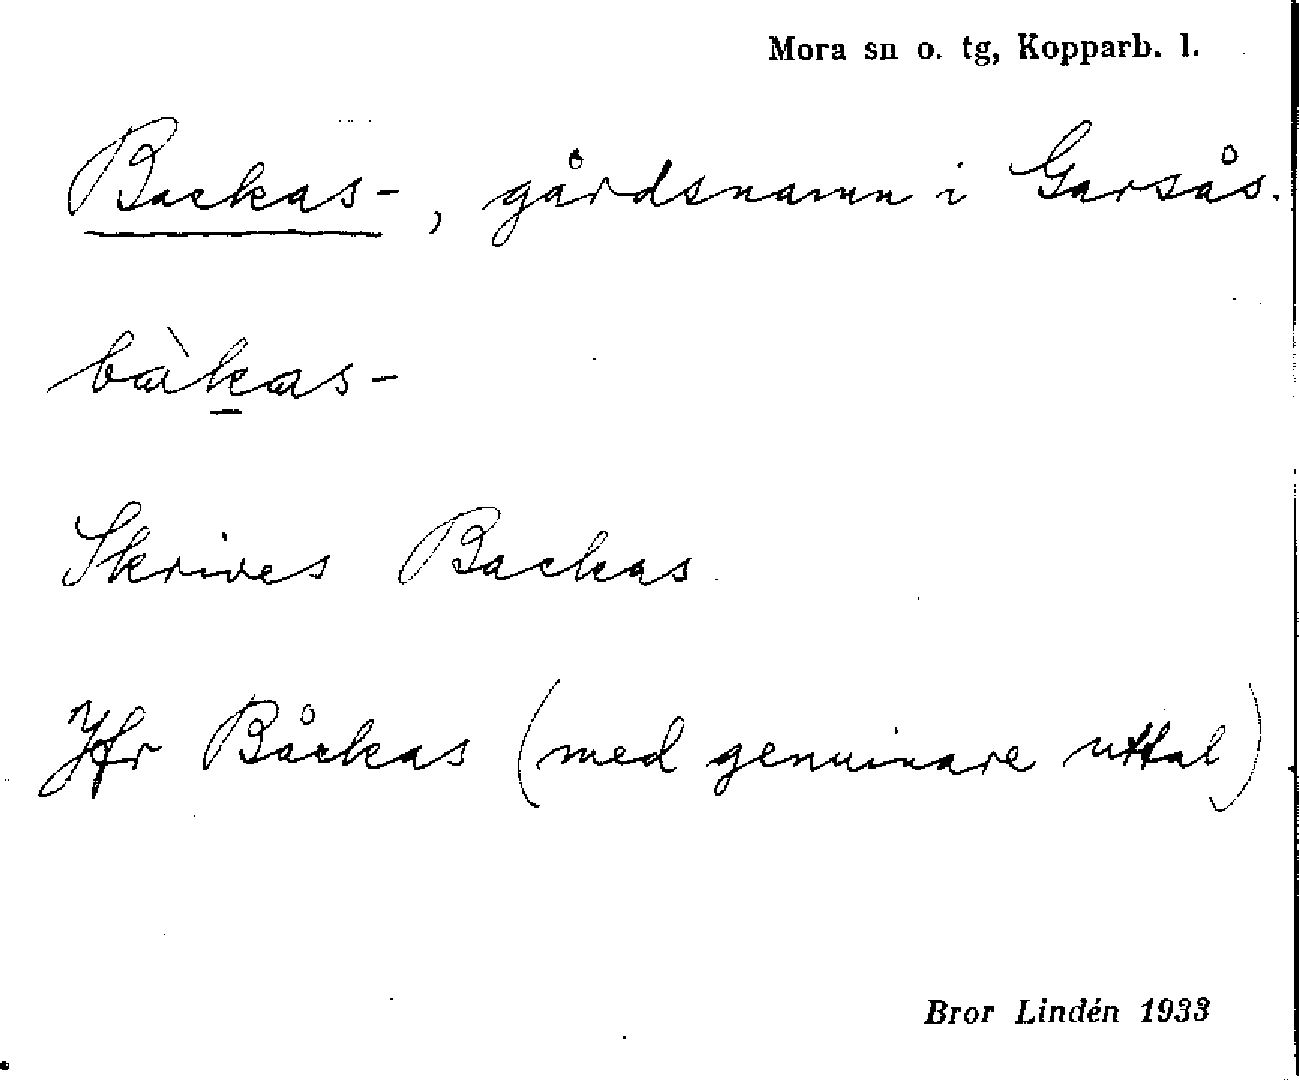 Mora sn o. tg, Kopparb. l.
Backas-, gårdsnamn i Garsås.
bàkas-
Skrives Backas.
Jfr Båckas (med genuinare uttal)
Bror Lindén 1933